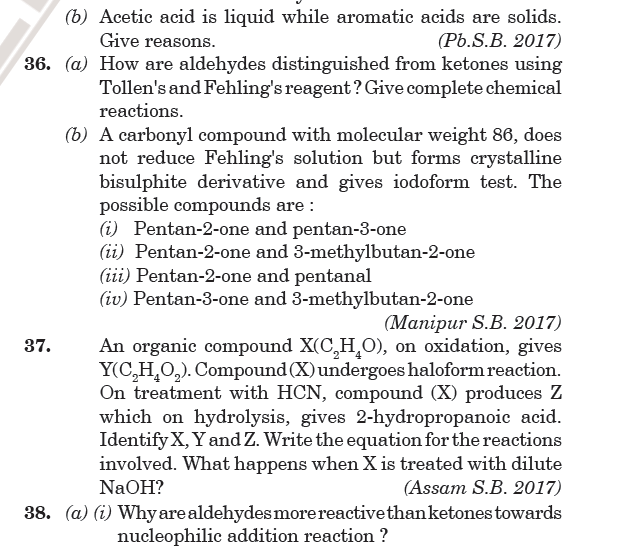 (b) Acetic acid is liquid while aromatic acids are solids.
Give reasons. (Pb.S.B. 2017)
36. (a) How are aldehydes distinguished from ketones using
Tollen's and Fehling's reagent ? Give complete chemical
reactions.
(b) A carbonyl compound with molecular weight 86, does
not reduce Fehling's solution but forms crystalline
bisulphite derivative and gives iodoform test. The
possible compounds are :
(i) Pentan-2-one and pentan-3-one
(ii) Pentan-2-one and 3-methylbutan-2-one
(iii) Pentan-2-one and pentanal
(iv) Pentan-3-one and 3-methylbutan-2-one
(Manipur S.B. 2017)
37. An organic compound X(C₂H₄O), on oxidation, gives
Y(C₂H₄O₂). Compound (X) undergoes haloform reaction.
On treatment with HCN, compound (X) produces Z
which on hydrolysis, gives 2-hydropropanoic acid.
Identify X, Y and Z. Write the equation for the reactions
involved. What happens when X is treated with dilute
NaOH? (Assam S.B. 2017)
38. (a) (i) Why are aldehydes more reactive than ketones towards
nucleophilic addition reaction ?